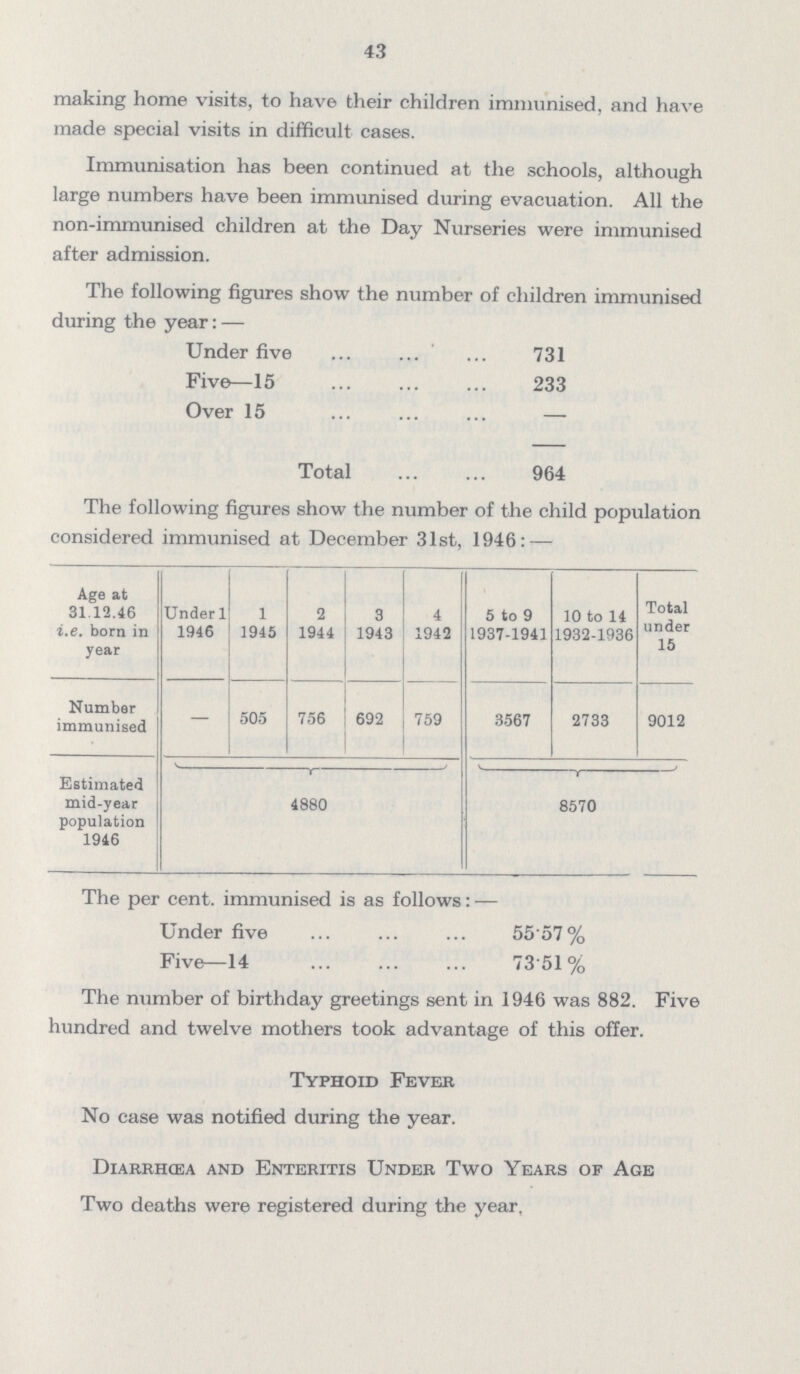 43
making home visits, to have their children immunised, and have
made special visits in difficult cases.
Immunisation has been continued at the schools, although
large numbers have been immunised during evacuation. All the
non-immunised children at the Day Nurseries were immunised
after admission.
The following figures show the number of children immunised
during the year:—
Under five ... ... ... 731
Five—15 ... ... ... 233
Over 15 ... ... ... —
Total ... ... 964
The following figures show the number of the child population
considered immunised at December 31st, 1946:—
Age at 31.12.46 i.e. born in year | Under 1 1946 | 1 1945 | 2 1944 | 3 1943 | 4 1942 | 5 to 9 1937-1941 | 10 to 14 1932-1936 | Total under 15
Number immunised | — | 505 | 756 | 692 | 759 | 3567 | 2733 | 9012
Estimated mid-year population 1946 | 4880 | 8570
The per cent. immunised is as follows:—
Under five ... ... ... 55·57%
Five—14 ... ... ... 73·51%
The number of birthday greetings sent in 1946 was 882. Five
hundred and twelve mothers took advantage of this offer.
Typhoid Fever
No case was notified during the year.
Diarrhœa and Enteritis Under Two Years of Age
Two deaths were registered during the year.